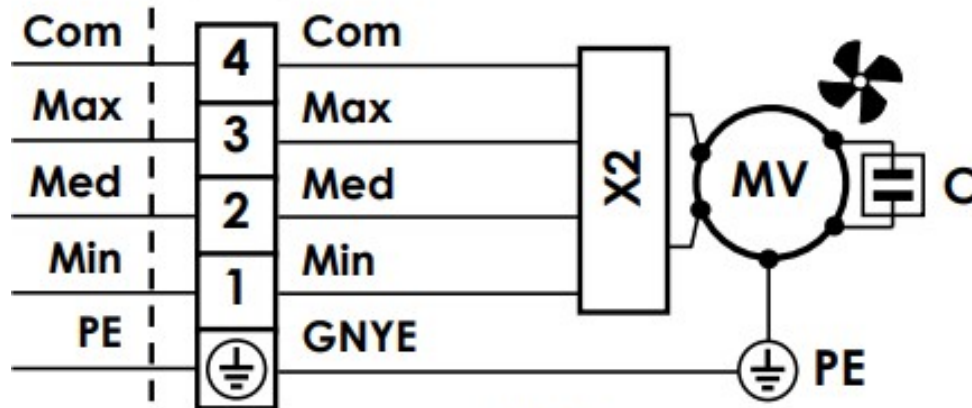 Com 4 Com
Max 3 Max
Med 2 Med
Min 1 Min
PE GNYE
X2
MV
C
PE